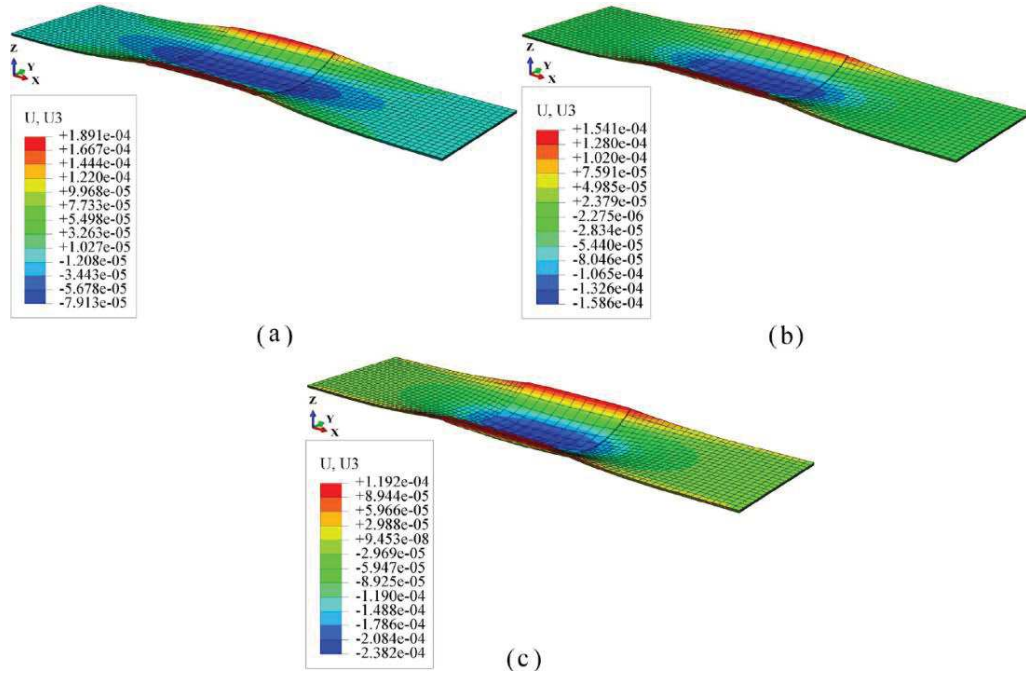 Z
Y
X
U, U3
+1.891e-04
+1.667e-04
+1.444e-04
+1.220e-04
+9.968e-05
+7.733e-05
+5.498e-05
+3.263e-05
+1.027e-05
-1.208e-05
-3.443e-05
-5.678e-05
-7.913e-05
(a)
Z
Y
X
U, U3
+1.541e-04
+1.280e-04
+1.020e-04
+7.591e-05
+4.985e-05
+2.379e-05
-2.275e-06
-2.834e-05
-5.440e-05
-8.046e-05
-1.065e-04
-1.326e-04
-1.586e-04
(b)
Z
Y
X
U, U3
+1.192e-04
+8.944e-05
+5.966e-05
+2.988e-05
+9.453e-08
-2.969e-05
-5.947e-05
-8.925e-05
-1.190e-04
-1.488e-04
-1.786e-04
-2.084e-04
-2.382e-04
(c)